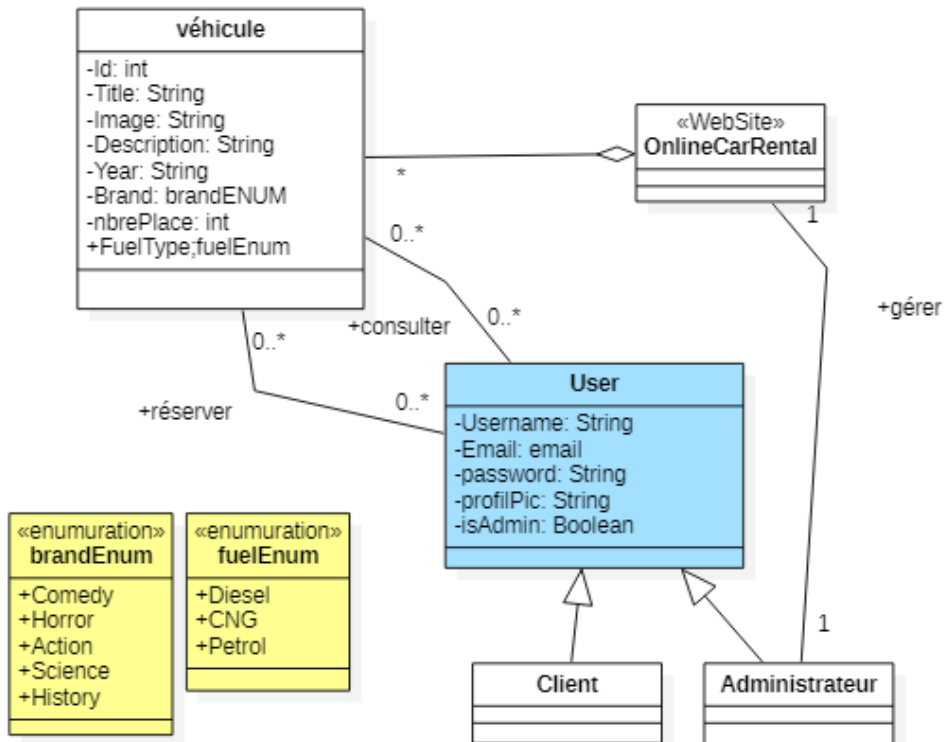 véhicule
-Id: int
-Title: String
-Image: String
-Description: String
-Year: String
-Brand: brandENUM
-nbrePlace: int
+FuelType;fuelEnum
«WebSite»
OnlineCarRental
*
1
0..*
+consulter
0..*
+gérer
0..*
+réserver
0..*
User
-Username: String
-Email: email
-password: String
-profilPic: String
-isAdmin: Boolean
«enumuration»
brandEnum
+Comedy
+Horror
+Action
+Science
+History
«enumuration»
fuelEnum
+Diesel
+CNG
+Petrol
1
Client
Administrateur